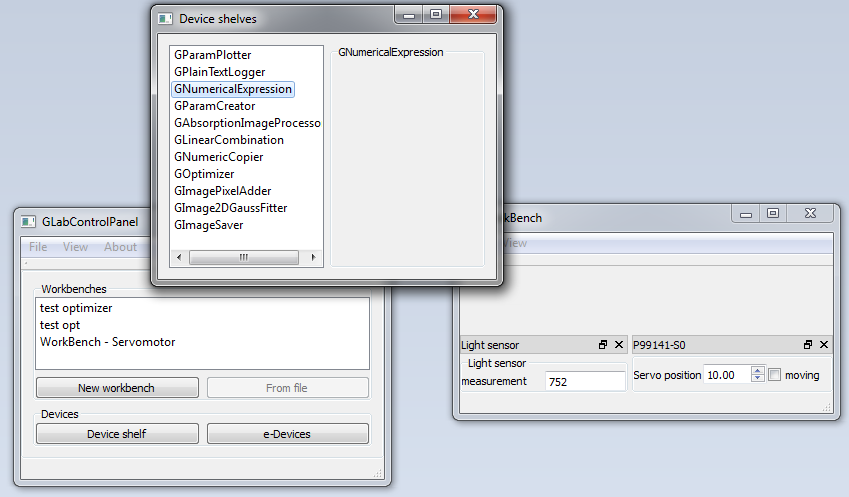 Device shelves
GParamPlotter
GPlainTextLogger
GNumericalExpression
GParamCreator
GAbsorptionImageProcesso
GLinearCombination
GNumericCopier
GOptimizer
GImagePixelAdder
GImage2DGaussFitter
GImageSaver
GNumericalExpression
GLabControlPanel
File View About
Workbenches
test optimizer
test opt
WorkBench - Servomotor
New workbench From file
Devices
Device shelf e-Devices
kBench
View
Light sensor P99141-S0
Light sensor
measurement 752
Servo position 10.00 moving